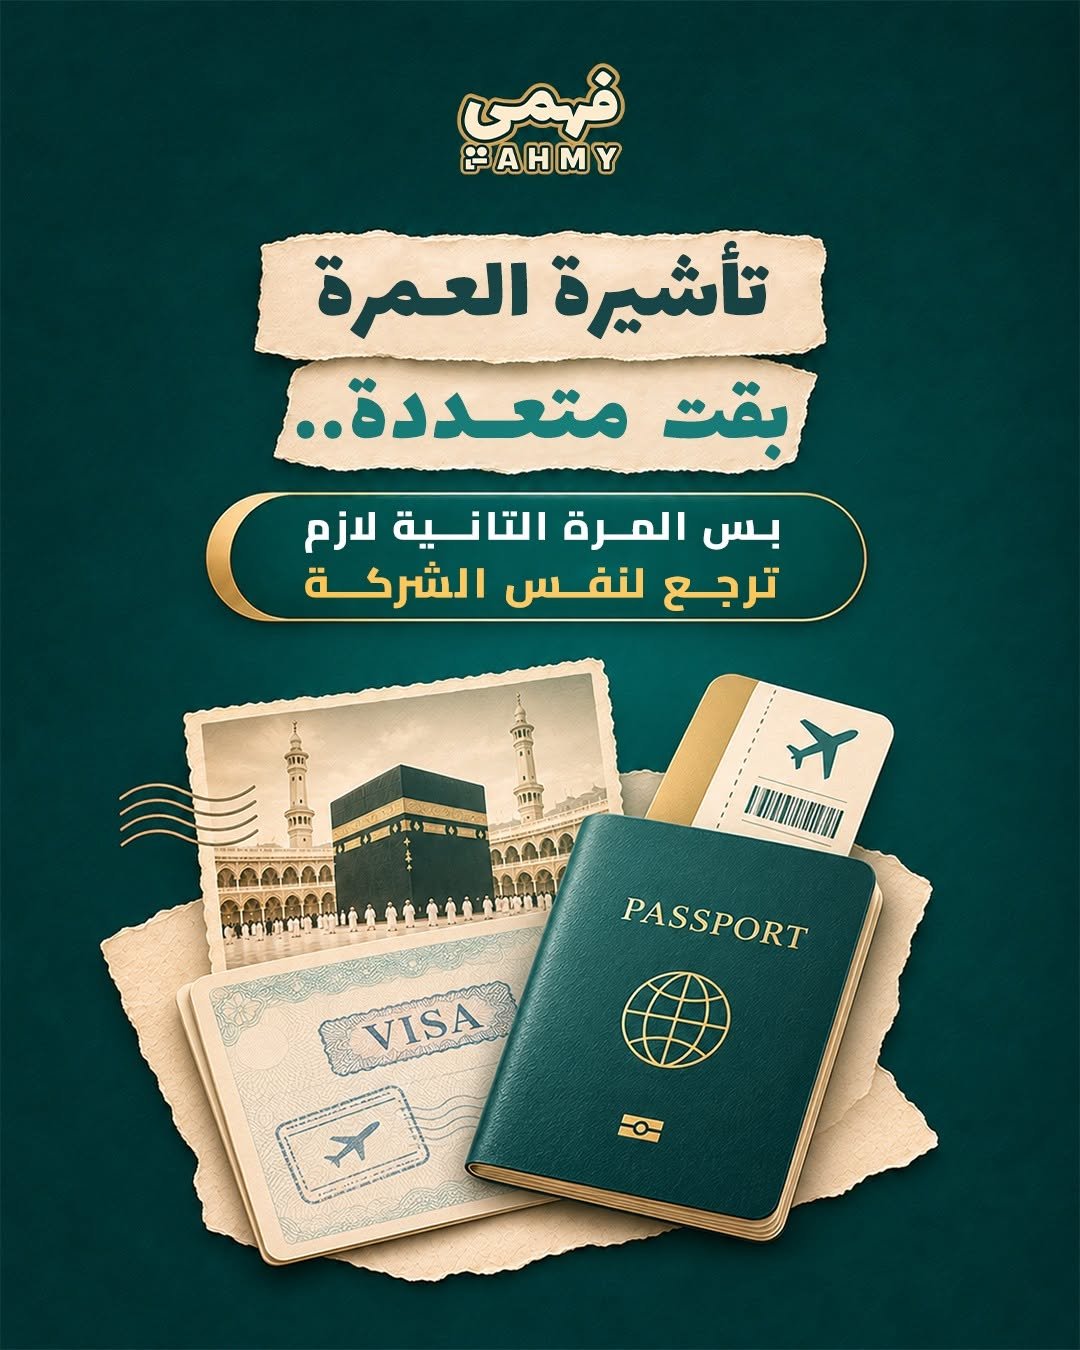 فهمي
FAHMY
تأشيرة العمرة
بقت متعددة..
بس المرة التانية لازم
ترجع لنفس الشركة
VISA
PASSPORT